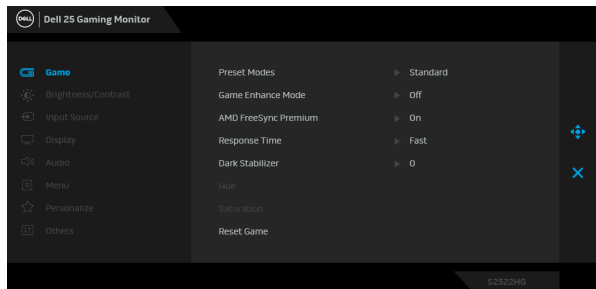 DELL Dell 25 Gaming Monitor
Game
Preset Modes Standard
Brightness/Contrast
Game Enhance Mode Off
Input Source
AMD FreeSync Premium On
Display
Response Time Fast
Audio
Dark Stabilizer 0
Menu
Hue
Personalize
Saturation
Others
Reset Game
S2522HG